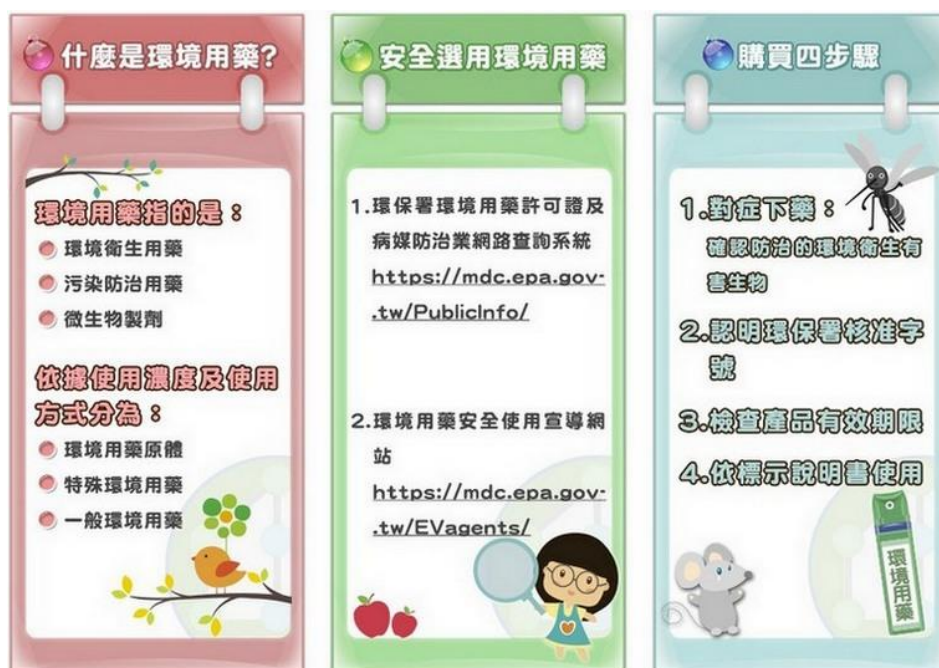 什麼是環境用藥?
環境用藥指的是：
環境衛生用藥
污染防治用藥
微生物製劑
依據使用濃度及使用
方式分為：
環境用藥原體
特殊環境用藥
一般環境用藥
安全選用環境用藥
1.環保署環境用藥許可證及
病媒防治業網路查詢系統
https://mdc.epa.gov-
.tw/PublicInfo/
2.環境用藥安全使用宣導網
站
https://mdc.epa.gov-
.tw/EVagents/
購買四步驟
1.對症下藥：
確認防治的環境衛生有
害生物
2.認明環保署核准字
號
3.檢查產品有效期限
4.依標示說明書使用
環境用藥